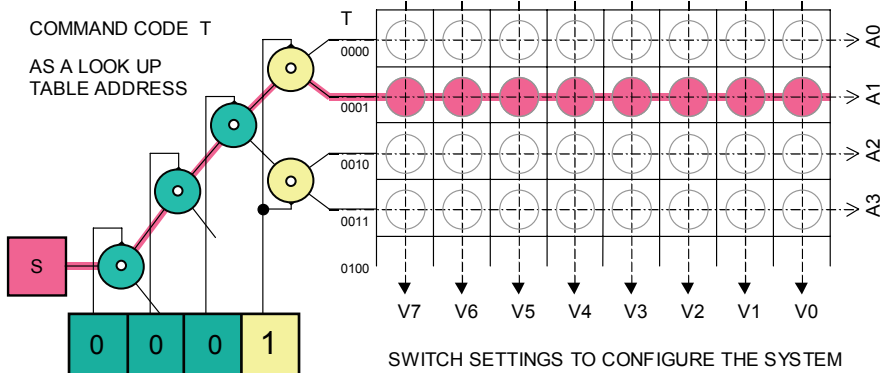 COMMAND CODE T
AS A LOOK UP
TABLE ADDRESS
T
0000
A0
0001
A1
0010
A2
0011
A3
0100
S
V7 V6 V5 V4 V3 V2 V1 V0
0 0 0 1
SWITCH SETTINGS TO CONFIGURE THE SYSTEM